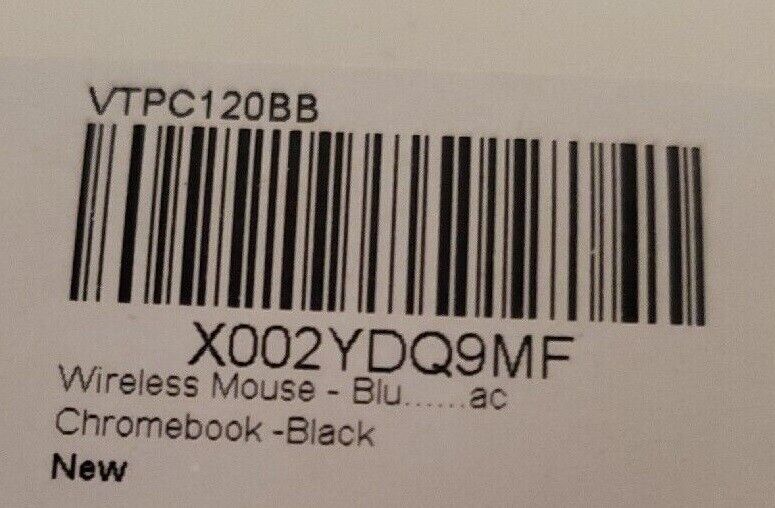 VTPC120BB
X002YDQ9MF
Wireless Mouse - Blu......ac
Chromebook -Black
New